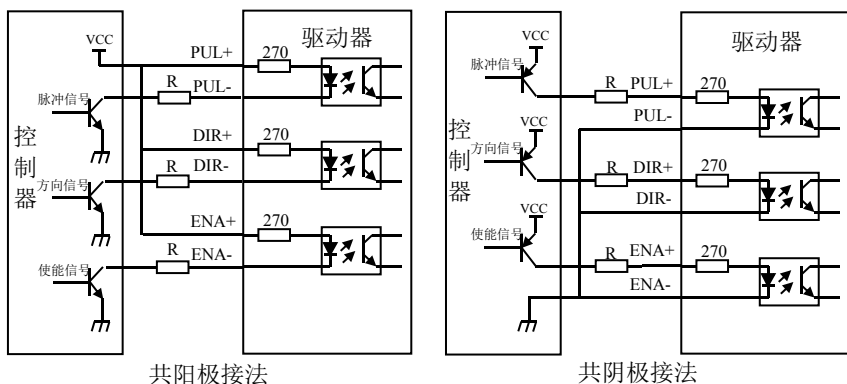 VCC
PUL+
270
驱动器
脉冲信号
R
PUL-
控制器
DIR+
270
方向信号
R
DIR-
ENA+
270
使能信号
R
ENA-
共阳极接法
VCC
驱动器
R
PUL+
270
脉冲信号
PUL-
控制器
VCC
方向信号
R
DIR+
270
DIR-
VCC
使能信号
R
ENA+
270
ENA-
共阴极接法